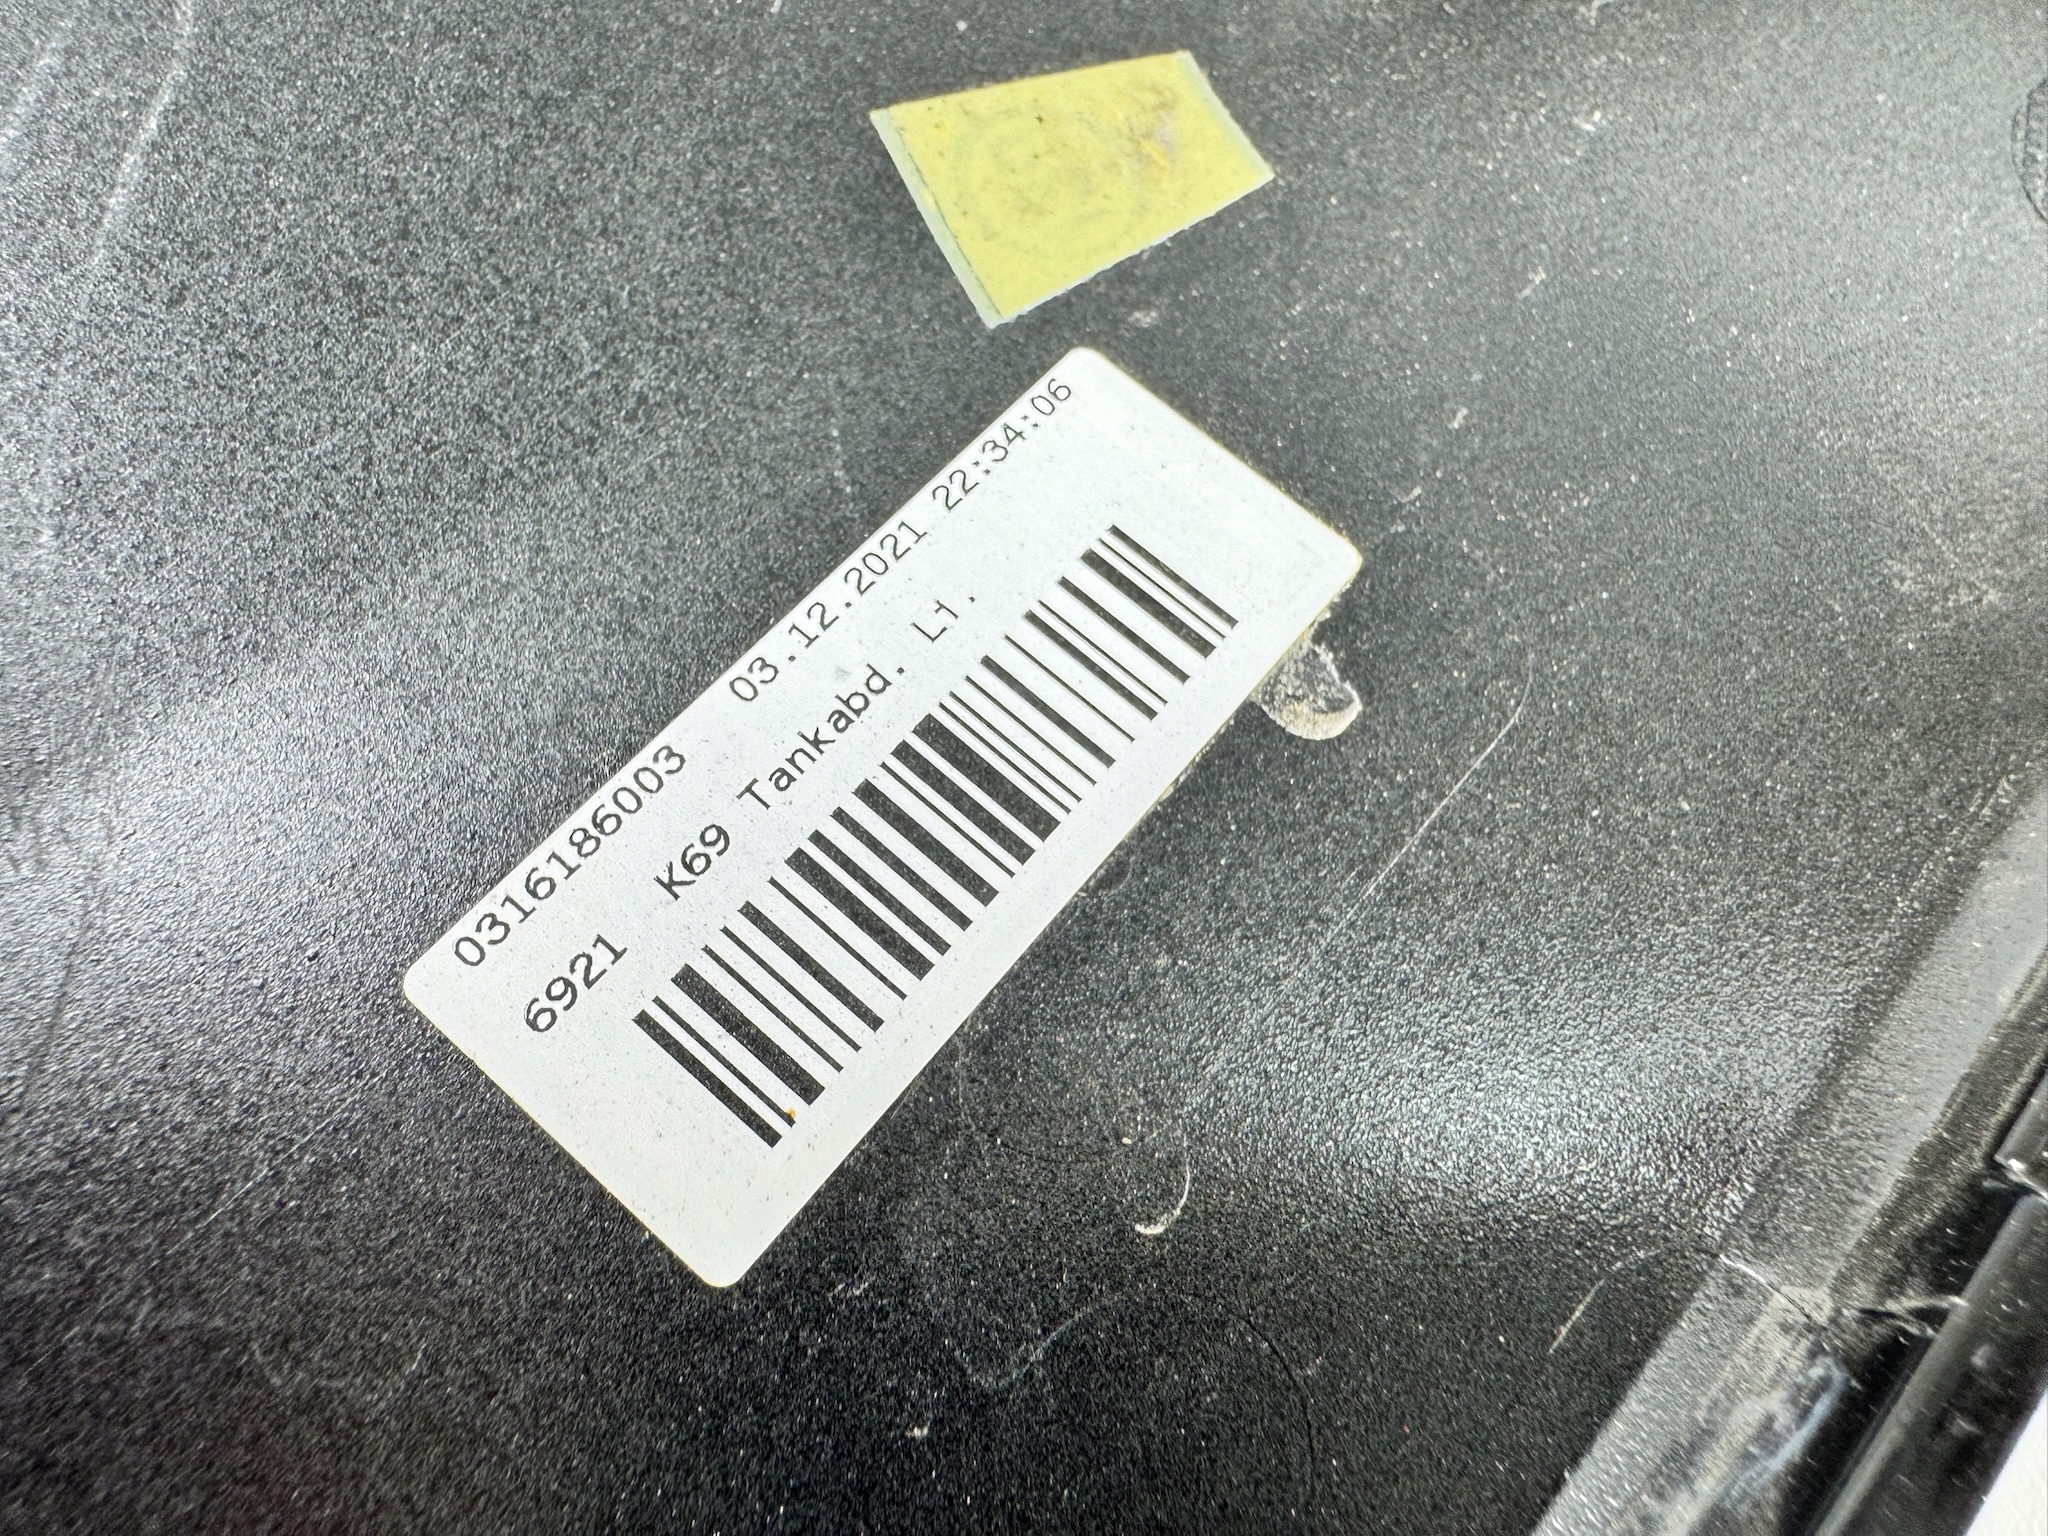 0316186003 03.12.2021 22:34:06
6921 K69 Tankabd. Li.